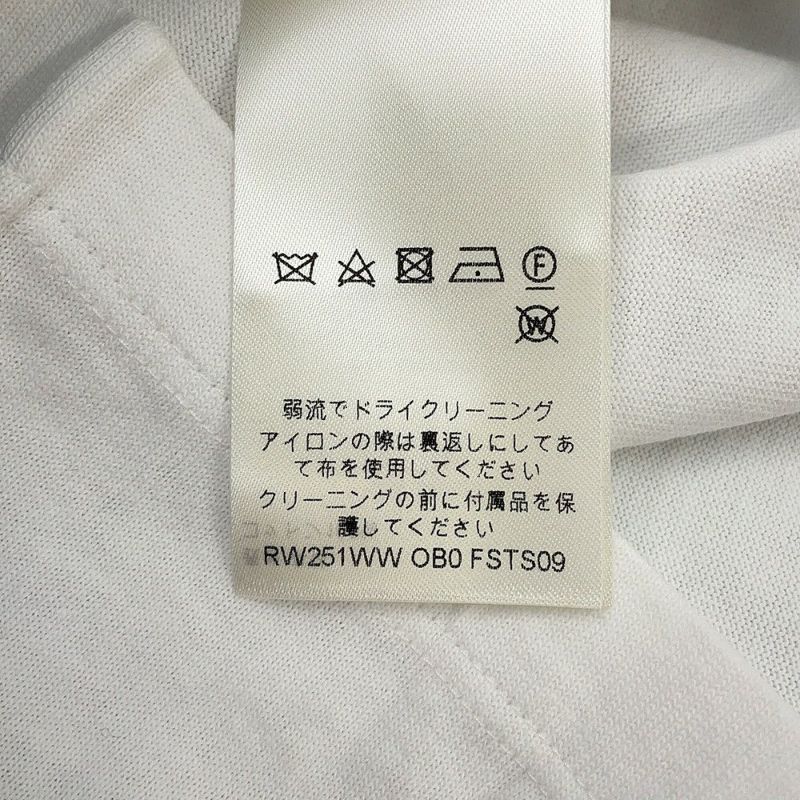 F
W
弱流でドライクリーニング
アイロンの際は裏返しにしてあ
て布を使用してください
クリーニングの前に付属品を保
護してください
RW251WW OB0 FSTS09